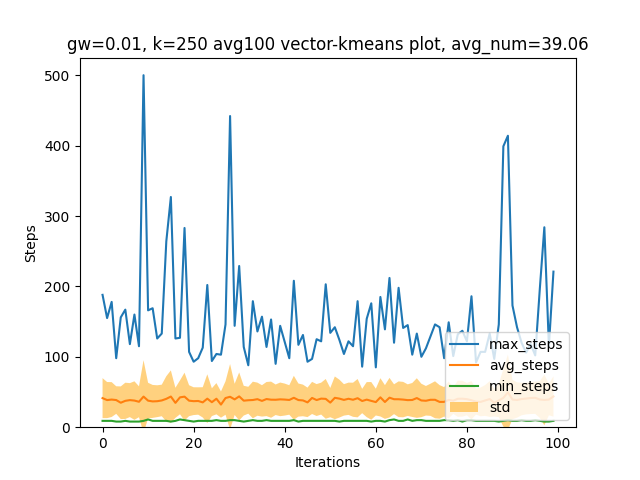 gw=0.01, k=250 avg100 vector-kmeans plot, avg_num=39.06
500
400
300
200
100
0
Steps
max_steps
avg_steps
min_steps
std
0 20 40 60 80 100
Iterations